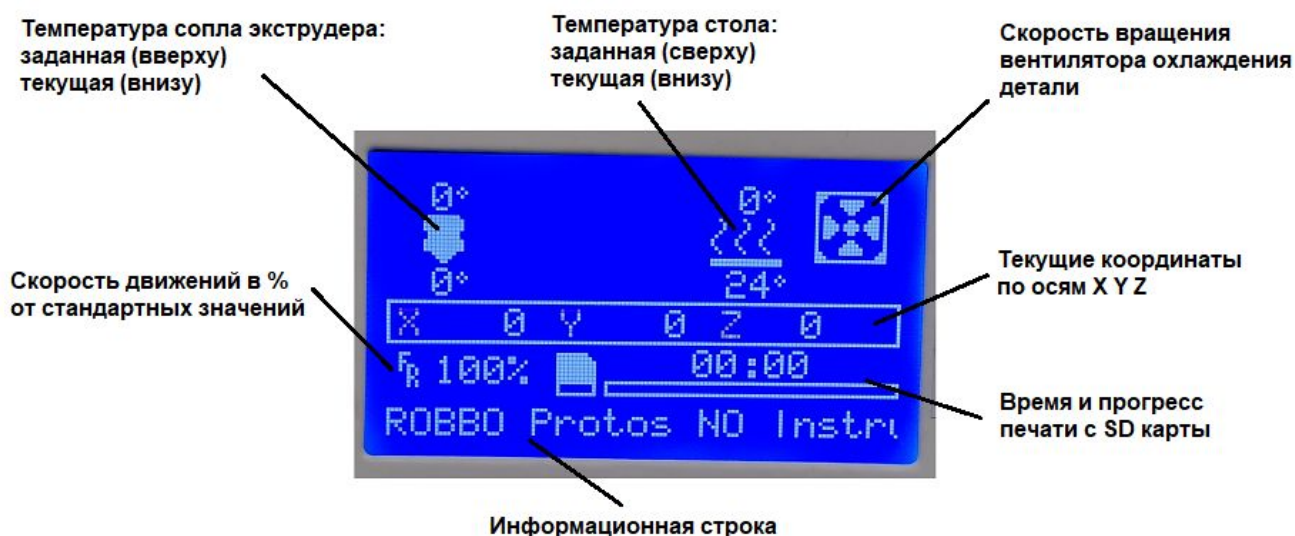 Температура сопла экструдера:
заданная (вверху)
текущая (внизу)
Температура стола:
заданная (сверху)
текущая (внизу)
Скорость вращения
вентилятора охлаждения
детали
0° 0°
0° 24°
Скорость движений в %
от стандартных значений
Текущие координаты
по осям X Y Z
X 0 Y 0 Z 0
FR 100% 00:00
ROBBO Protos NO Instru
Время и прогресс
печати с SD карты
Информационная строка